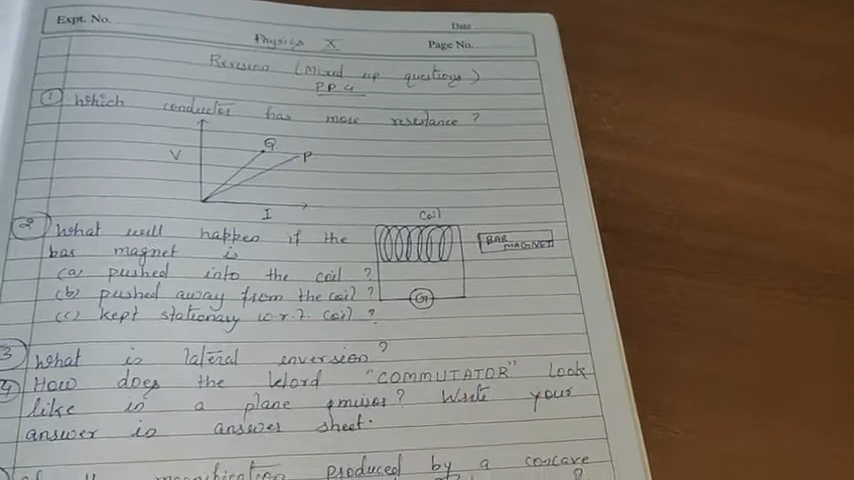 Expt. No.
Date
Physics X
Page No.
Revision (Mixed up questions)
PPG
① Which conductor has more resistance ?
V
Q
P
I
② What will happen if the
bar magnet is
(a) pushed into the coil ?
(b) pushed away from the coil ?
(c) kept stationary w.r.t. coil ?
Coil
BAR
MAGNET
G
3 What is lateral inversion ?
4 How does the Word "COMMUTATOR" look
like in a plane mirror? Write your
answer in answer sheet.
magnification produced by a concave
?